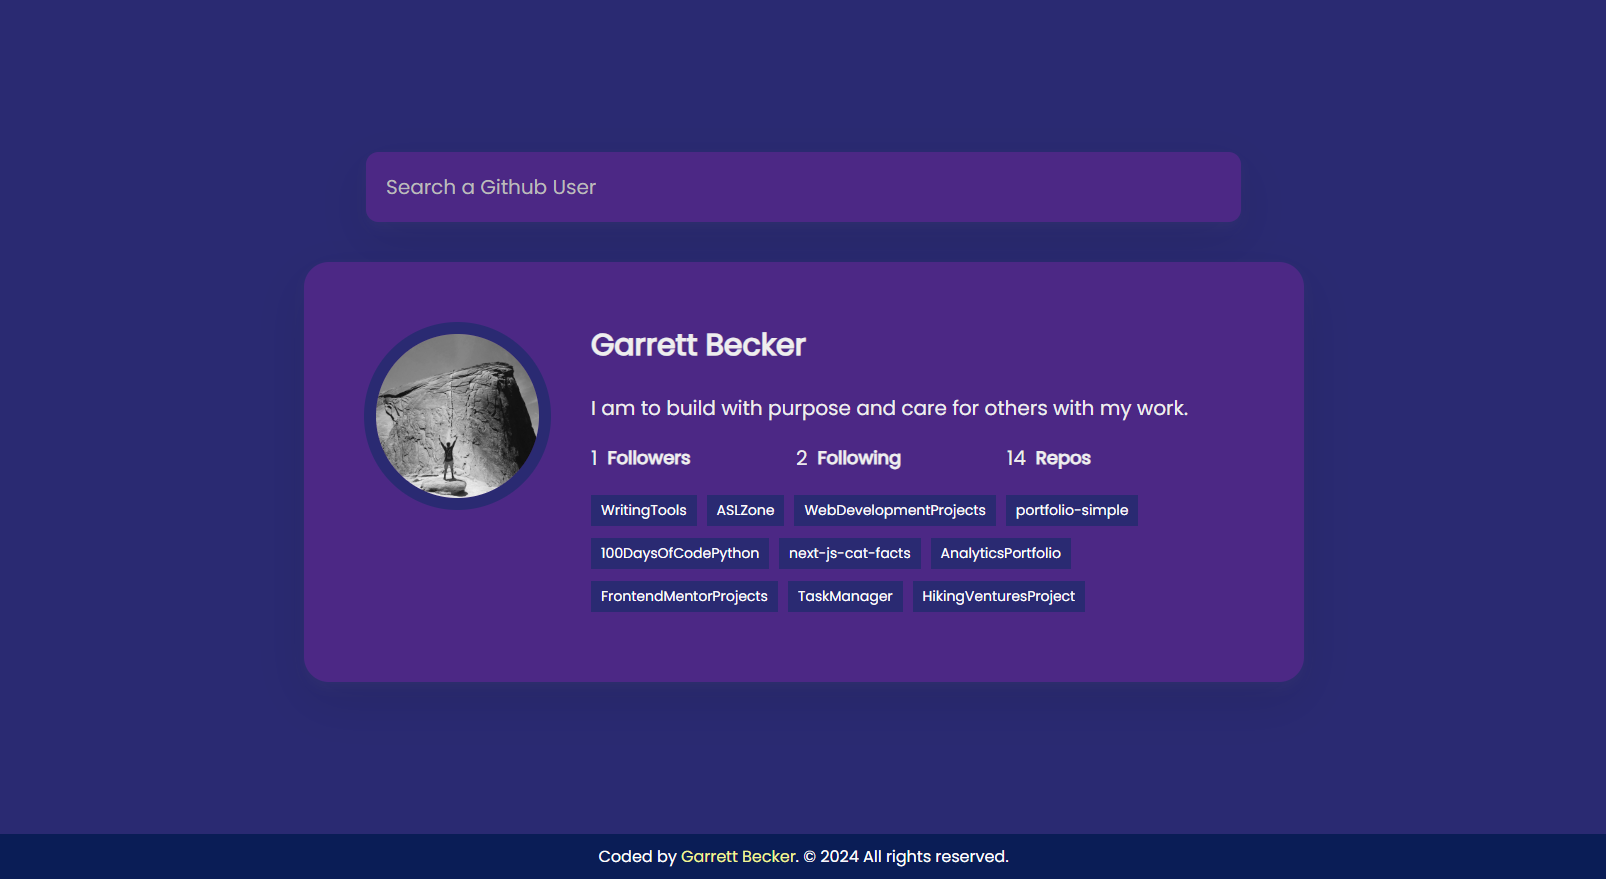 Search a Github User
Garrett Becker
I am to build with purpose and care for others with my work.
1 Followers 2 Following 14 Repos
WritingTools ASLZone WebDevelopmentProjects portfolio-simple
100DaysOfCodePython next-js-cat-facts AnalyticsPortfolio
FrontendMentorProjects TaskManager HikingVenturesProject
Coded by Garrett Becker. © 2024 All rights reserved.